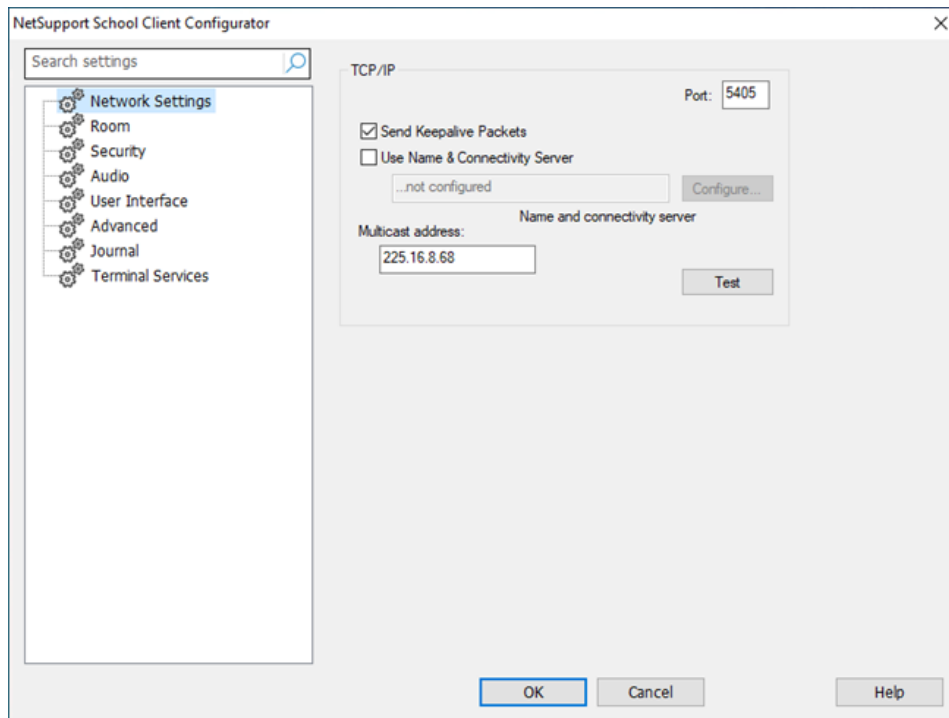 NetSupport School Client Configurator
Search settings
Network Settings
Room
Security
Audio
User Interface
Advanced
Journal
Terminal Services
TCP/IP
Port: 5405
Send Keepalive Packets
Use Name & Connectivity Server
...not configured
Configure...
Name and connectivity server
Multicast address:
225.16.8.68
Test
OK
Cancel
Help